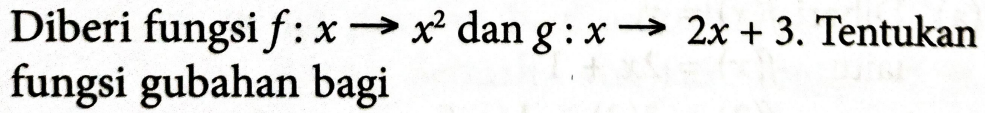 Diberi fungsi f : x → x² dan g : x → 2x + 3. Tentukan
fungsi gubahan bagi